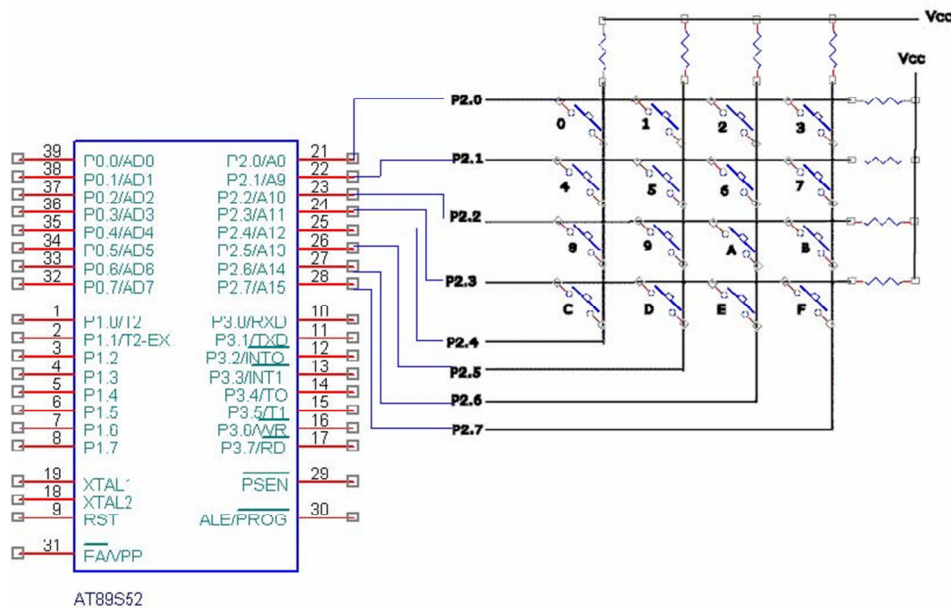 Vcc
Vcc
P2.0
0 1 2 3
P2.1
4 5 6 7
P2.2
8 9 A B
P2.3
C D E F
P2.4
P2.5
P2.6
P2.7
39 P0.0/AD0 P2.0/A0 21
38 P0.1/AD1 P2.1/A9 22
37 P0.2/AD2 P2.2/A10 23
36 P0.3/AD3 P2.3/A11 24
35 P0.4/AD4 P2.4/A12 25
34 P0.5/AD5 P2.5/A13 26
33 P0.6/AD6 P2.6/A14 27
32 P0.7/AD7 P2.7/A15 28
1 P1.0/T2 P3.0/RXD 10
2 P1.1/T2-EX P3.1/TXD 11
3 P1.2 P3.2/INTO 12
4 P1.3 P3.3/INT1 13
5 P1.4 P3.4/TO 14
6 P1.5 P3.5/T1 15
7 P1.6 P3.6/WR 16
8 P1.7 P3.7/RD 17
19 XTAL1 PSEN 29
18 XTAL2
9 RST ALE/PROG 30
31 EA/VPP
AT89S52